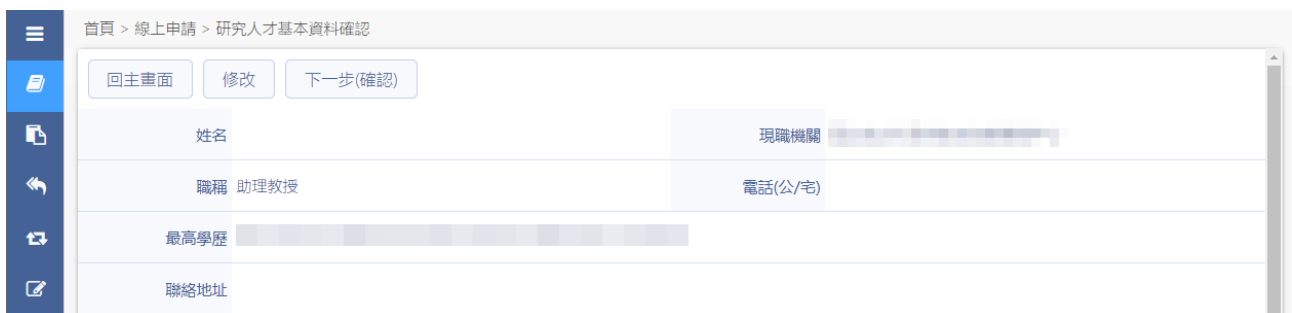 首頁 > 線上申請 > 研究人才基本資料確認
回主畫面 修改 下一步(確認)
姓名 現職機關
職稱 助理教授 電話(公/宅)
最高學歷
聯絡地址